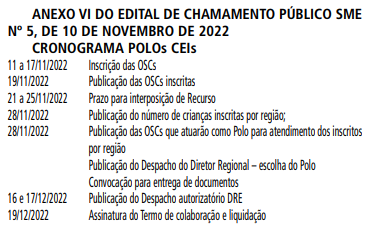 ANEXO VI DO EDITAL DE CHAMAMENTO PÚBLICO SME
Nº 5, DE 10 DE NOVEMBRO DE 2022
CRONOGRAMA POLOs CEIs
11 a 17/11/2022 Inscrição das OSCs
19/11/2022 Publicação das OSCs inscritas
21 a 25/11/2022 Prazo para interposição de Recurso
28/11/2022 Publicação do número de crianças inscritas por região;
28/11/2022 Publicação das OSCs que atuarão como Polo para atendimento dos inscritos
por região
Publicação do Despacho do Diretor Regional – escolha do Polo
Convocação para entrega de documentos
16 e 17/12/2022 Publicação do Despacho autorizatório DRE
19/12/2022 Assinatura do Termo de colaboração e liquidação